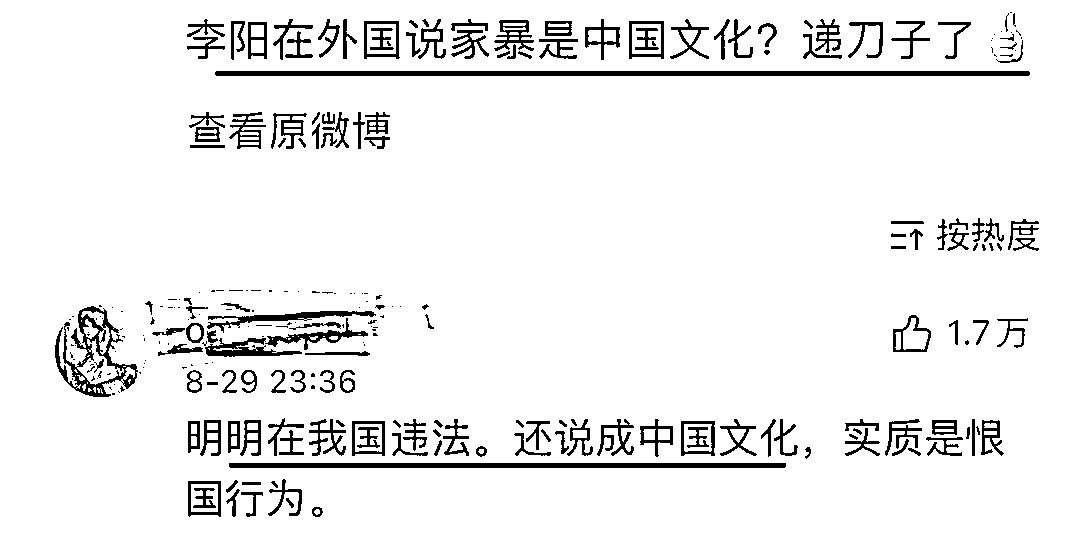 李阳在外国说家暴是中国文化？递刀子了👍
查看原微博
按热度
1.7万
8-29 23:36
明明在我国违法。还说成中国文化，实质是恨
国行为。